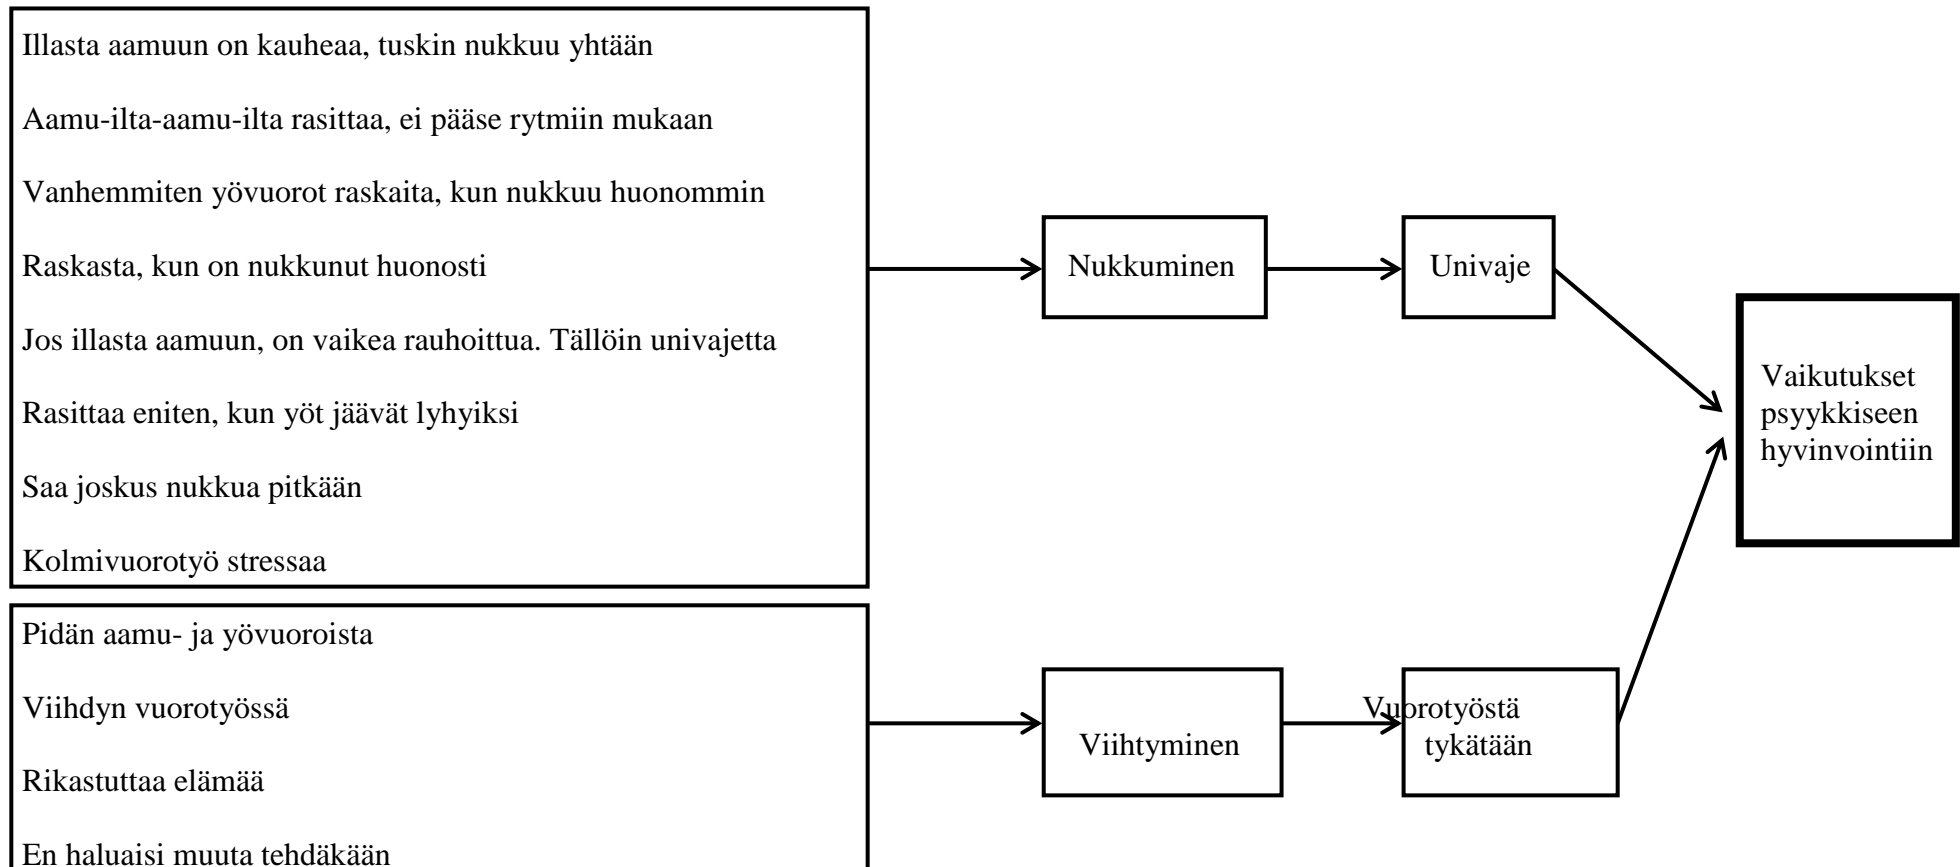 Illasta aamuun on kauheaa, tuskin nukkuu yhtään
Aamu-ilta-aamu-ilta rasittaa, ei pääse rytmiin mukaan
Vanhemmiten yövuorot raskaita, kun nukkuu huonommin
Raskasta, kun on nukkunut huonosti
Jos illasta aamuun, on vaikea rauhoittua. Tällöin univajetta
Rasittaa eniten, kun yöt jäävät lyhyiksi
Saa joskus nukkua pitkään
Kolmivuorotyö stressaa
Nukkuminen
Univaje
Pidän aamu- ja yövuoroista
Viihdyn vuorotyössä
Rikastuttaa elämää
En haluaisi muuta tehdäkään
Viihtyminen
Vuorotyöstä
tykätään
Vaikutukset
psyykkiseen
hyvinvointiin